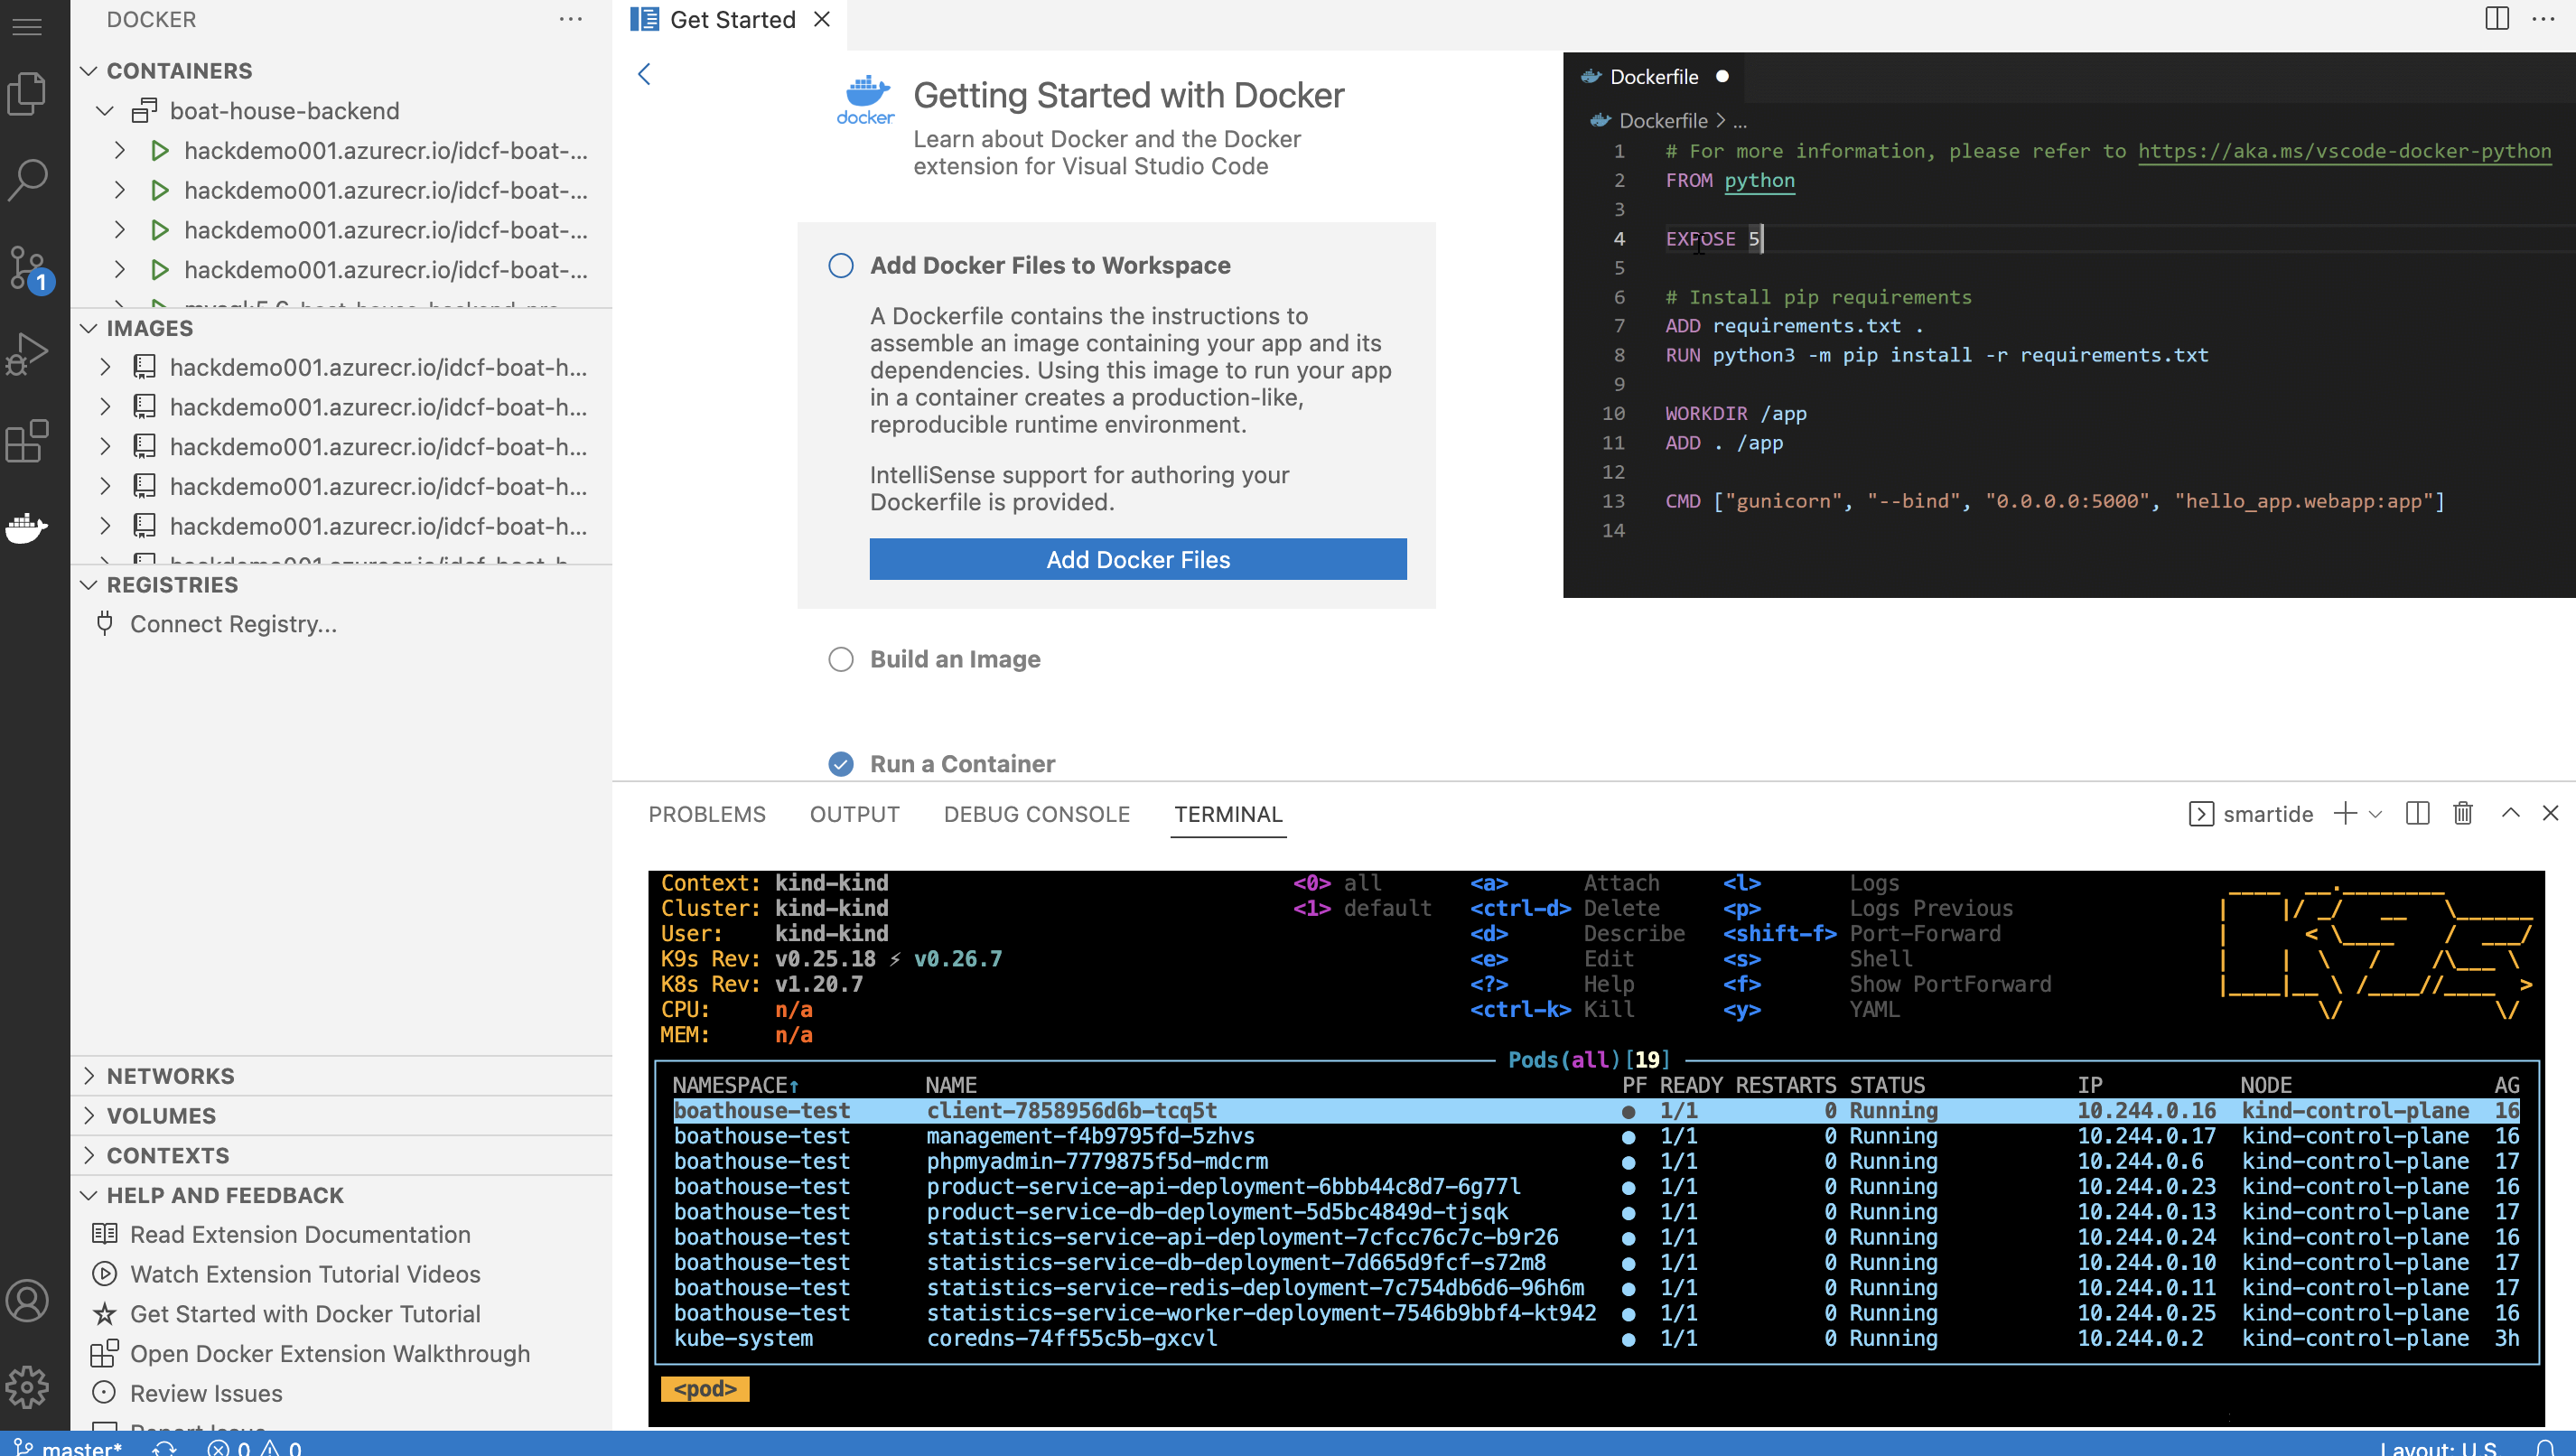 DOCKER
CONTAINERS
boat-house-backend
hackdemo001.azurecr.io/idcf-boat-...
hackdemo001.azurecr.io/idcf-boat-...
hackdemo001.azurecr.io/idcf-boat-...
hackdemo001.azurecr.io/idcf-boat-...
IMAGES
hackdemo001.azurecr.io/idcf-boat-h...
hackdemo001.azurecr.io/idcf-boat-h...
hackdemo001.azurecr.io/idcf-boat-h...
hackdemo001.azurecr.io/idcf-boat-h...
hackdemo001.azurecr.io/idcf-boat-h...
REGISTRIES
Connect Registry...
NETWORKS
VOLUMES
CONTEXTS
HELP AND FEEDBACK
Read Extension Documentation
Watch Extension Tutorial Videos
Get Started with Docker Tutorial
Open Docker Extension Walkthrough
Review Issues
Report Issue
1
Get Started
docker
Getting Started with Docker
Learn about Docker and the Docker
extension for Visual Studio Code
Add Docker Files to Workspace
A Dockerfile contains the instructions to
assemble an image containing your app and its
dependencies. Using this image to run your app
in a container creates a production-like,
reproducible runtime environment.
IntelliSense support for authoring your
Dockerfile is provided.
Add Docker Files
Build an Image
Run a Container
Dockerfile
Dockerfile > ...
1 # For more information, please refer to https://aka.ms/vscode-docker-python
2 FROM python
3
4 EXPOSE 5
5
6 # Install pip requirements
7 ADD requirements.txt .
8 RUN python3 -m pip install -r requirements.txt
9
10 WORKDIR /app
11 ADD . /app
12
13 CMD ["gunicorn", "--bind", "0.0.0.0:5000", "hello_app.webapp:app"]
14
PROBLEMS OUTPUT DEBUG CONSOLE TERMINAL smartide
Context: kind-kind <0> all <a> Attach <l> Logs
Cluster: kind-kind <1> default <ctrl-d> Delete <p> Logs Previous
User: kind-kind <d> Describe <shift-f> Port-Forward
K9s Rev: v0.25.18 ⚡ v0.26.7 <e> Edit <s> Shell
K8s Rev: v1.20.7 <?> Help <f> Show PortForward
CPU: n/a <ctrl-k> Kill <y> YAML
MEM: n/a
Pods(all)[19]
NAMESPACE↑ NAME PF READY RESTARTS STATUS IP NODE AG
boathouse-test client-7858956d6b-tcq5t ● 1/1 0 Running 10.244.0.16 kind-control-plane 16
boathouse-test management-f4b9795fd-5zhvs ● 1/1 0 Running 10.244.0.17 kind-control-plane 16
boathouse-test phpmyadmin-7779875f5d-mdcrm ● 1/1 0 Running 10.244.0.6 kind-control-plane 17
boathouse-test product-service-api-deployment-6bbb44c8d7-6g77l ● 1/1 0 Running 10.244.0.23 kind-control-plane 16
boathouse-test product-service-db-deployment-5d5bc4849d-tjsqk ● 1/1 0 Running 10.244.0.13 kind-control-plane 17
boathouse-test statistics-service-api-deployment-7cfcc76c7c-b9r26 ● 1/1 0 Running 10.244.0.24 kind-control-plane 16
boathouse-test statistics-service-db-deployment-7d665d9fcf-s72m8 ● 1/1 0 Running 10.244.0.10 kind-control-plane 17
boathouse-test statistics-service-redis-deployment-7c754db6d6-96h6m ● 1/1 0 Running 10.244.0.11 kind-control-plane 17
boathouse-test statistics-service-worker-deployment-7546b9bbf4-kt942 ● 1/1 0 Running 10.244.0.25 kind-control-plane 16
kube-system coredns-74ff55c5b-gxcvl ● 1/1 0 Running 10.244.0.2 kind-control-plane 3h
<pod>
master* 0 0 Layout: U.S.